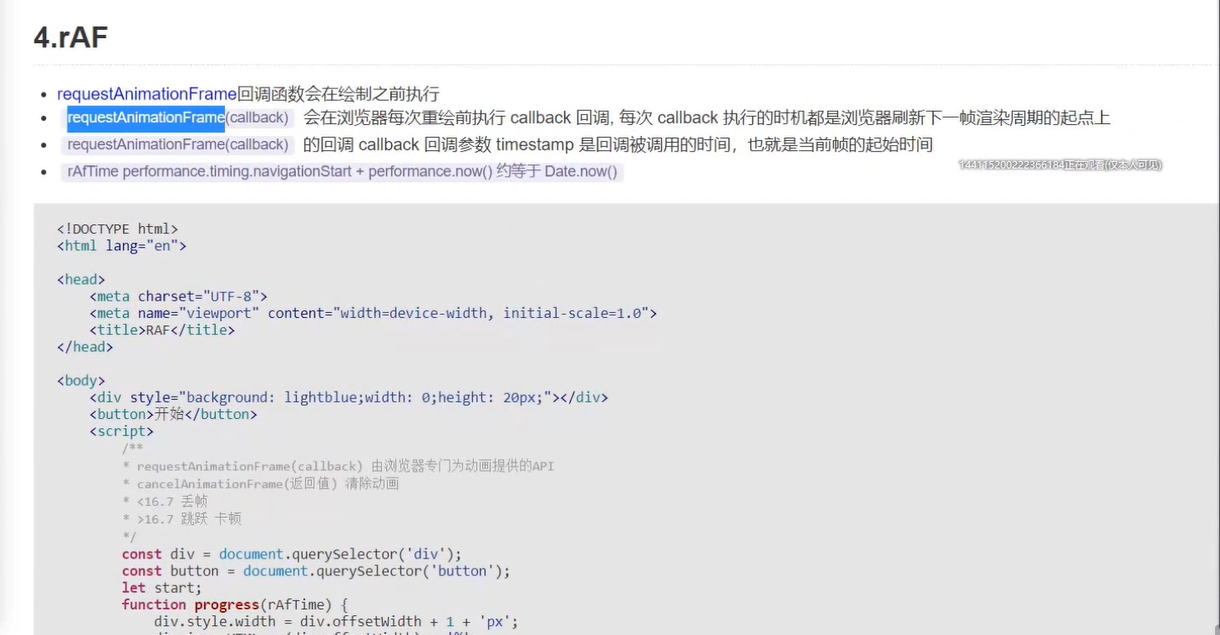 4.rAF
requestAnimationFrame回调函数会在绘制之前执行
requestAnimationFrame(callback) 会在浏览器每次重绘前执行 callback 回调, 每次 callback 执行的时机都是浏览器刷新下一帧渲染周期的起点上
requestAnimationFrame(callback) 的回调 callback 回调参数 timestamp 是回调被调用的时间，也就是当前帧的起始时间
144115200222366184正在观看(仅本人可见)
rAfTime performance.timing.navigationStart + performance.now() 约等于 Date.now()
<!DOCTYPE html>
<html lang="en">
<head>
<meta charset="UTF-8">
<meta name="viewport" content="width=device-width, initial-scale=1.0">
<title>RAF</title>
</head>
<body>
<div style="background: lightblue;width: 0;height: 20px;"></div>
<button>开始</button>
<script>
/**
* requestAnimationFrame(callback) 由浏览器专门为动画提供的API
* cancelAnimationFrame(返回值) 清除动画
* <16.7 丢帧
* >16.7 跳跃 卡顿
*/
const div = document.querySelector('div');
const button = document.querySelector('button');
let start;
function progress(rAfTime) {
div.style.width = div.offsetWidth + 1 + 'px';